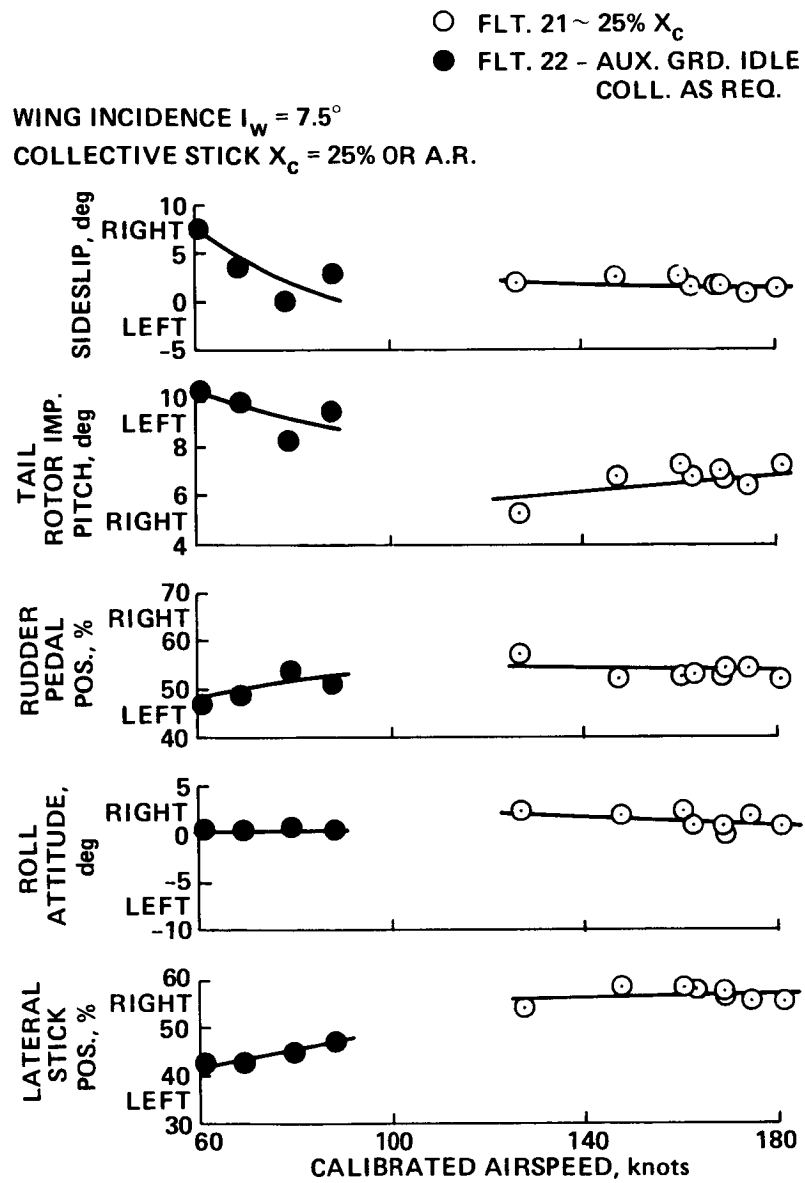 FLT. 21 ~ 25% Xc
FLT. 22 - AUX. GRD. IDLE
COLL. AS REQ.
WING INCIDENCE Iw = 7.5°
COLLECTIVE STICK Xc = 25% OR A.R.
SIDESLIP, deg
10
RIGHT
5
0
LEFT
-5
TAIL
ROTOR IMP.
PITCH, deg
10
LEFT
8
6
RIGHT
4
RUDDER
PEDAL
POS., %
70
RIGHT
60
50
LEFT
40
ROLL
ATTITUDE,
deg
5
RIGHT
0
-5
LEFT
-10
LATERAL
STICK
POS., %
60
RIGHT
50
40
LEFT
30
60 100 140 180
CALIBRATED AIRSPEED, knots